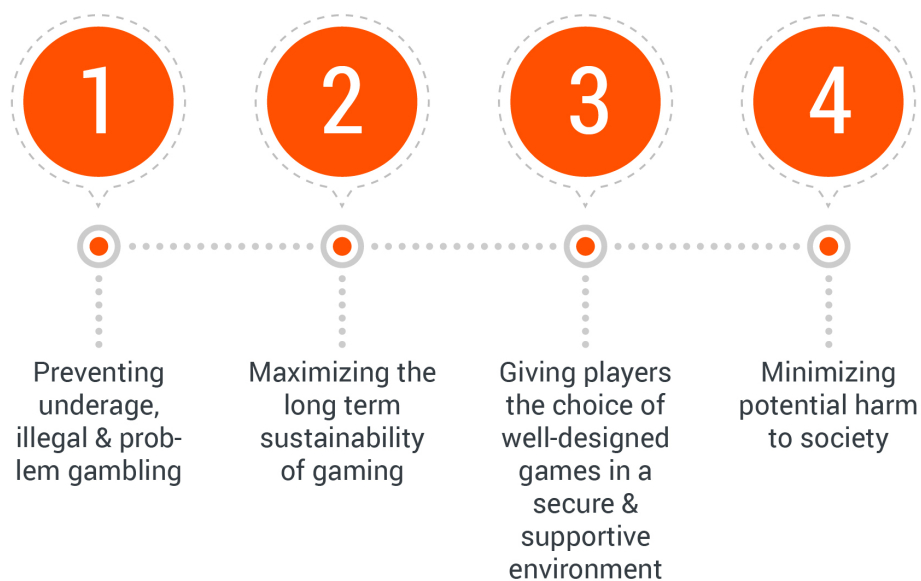 1
Preventing
underage,
illegal & prob-
lem gambling
2
Maximizing the
long term
sustainability
of gaming
3
Giving players
the choice of
well-designed
games in a
secure &
supportive
environment
4
Minimizing
potential harm
to society